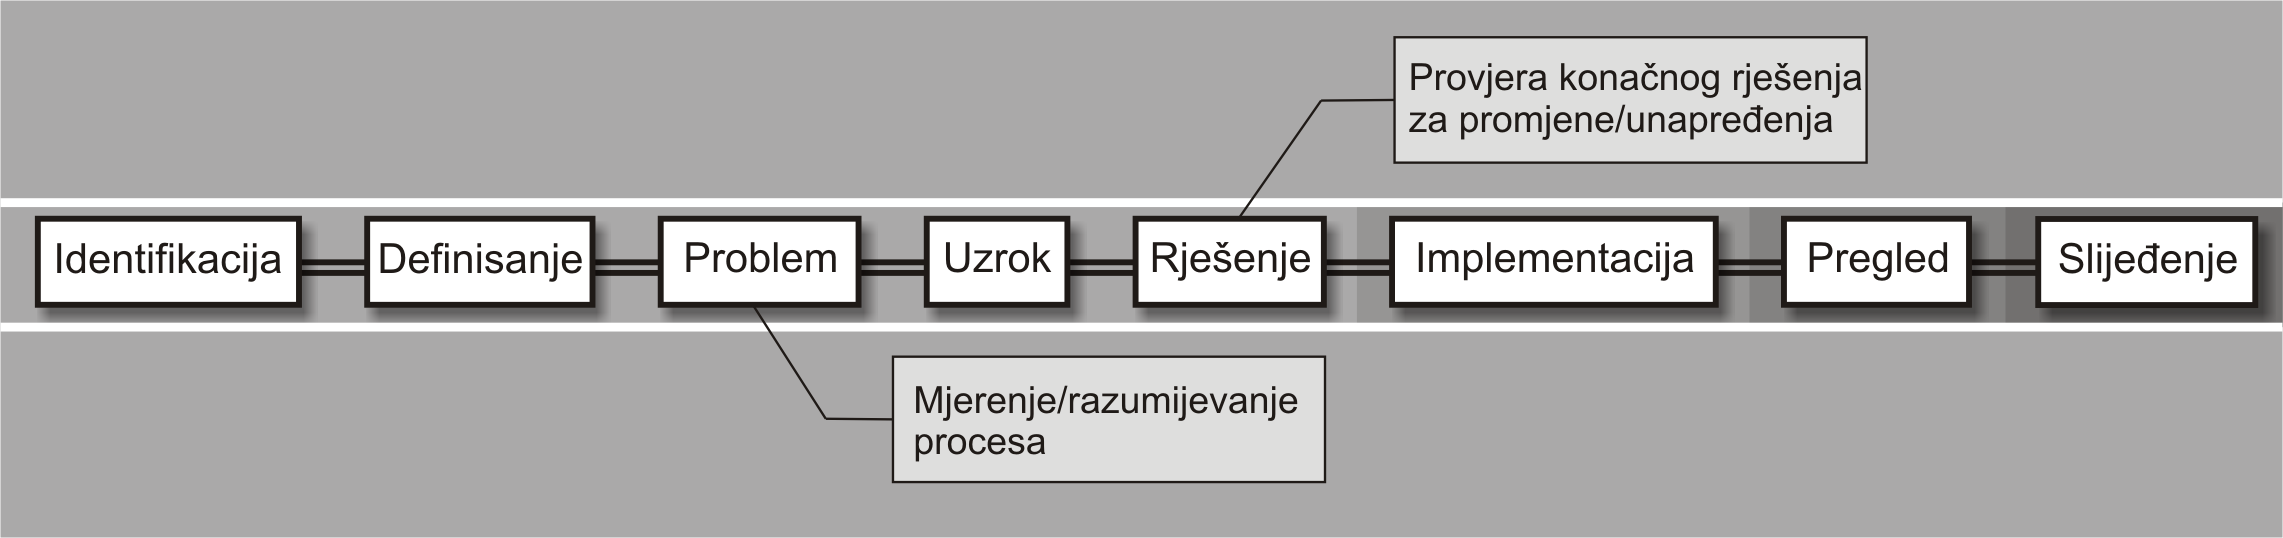 Provjera konačnog rješenja
za promjene/unapređenja
Identifikacija
Definisanje
Problem
Uzrok
Rješenje
Implementacija
Pregled
Slijeđenje
Mjerenje/razumijevanje
procesa